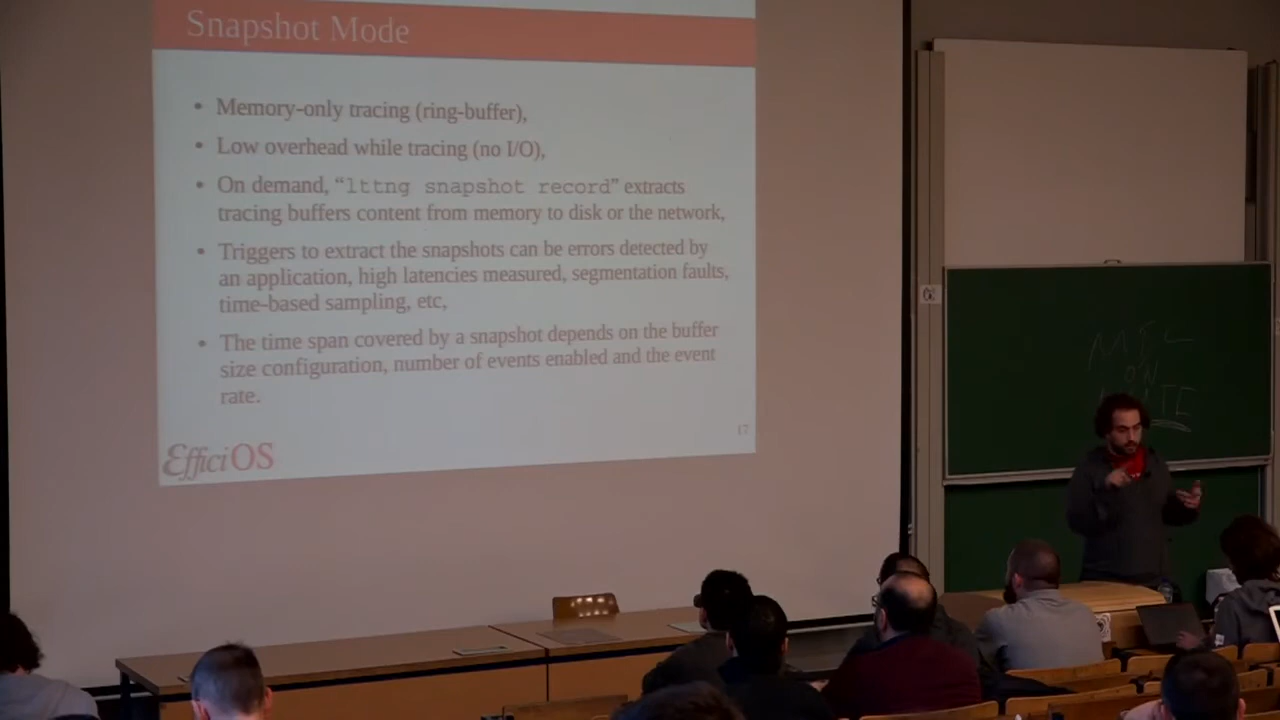 Snapshot Mode
• Memory-only tracing (ring-buffer),
• Low overhead while tracing (no I/O),
• On demand, “lttng snapshot record” extracts
tracing buffers content from memory to disk or the network,
• Triggers to extract the snapshots can be errors detected by
an application, high latencies measured, segmentation faults,
time-based sampling, etc,
• The time span covered by a snapshot depends on the buffer
size configuration, number of events enabled and the event
rate.
EfficiOS
17
ON